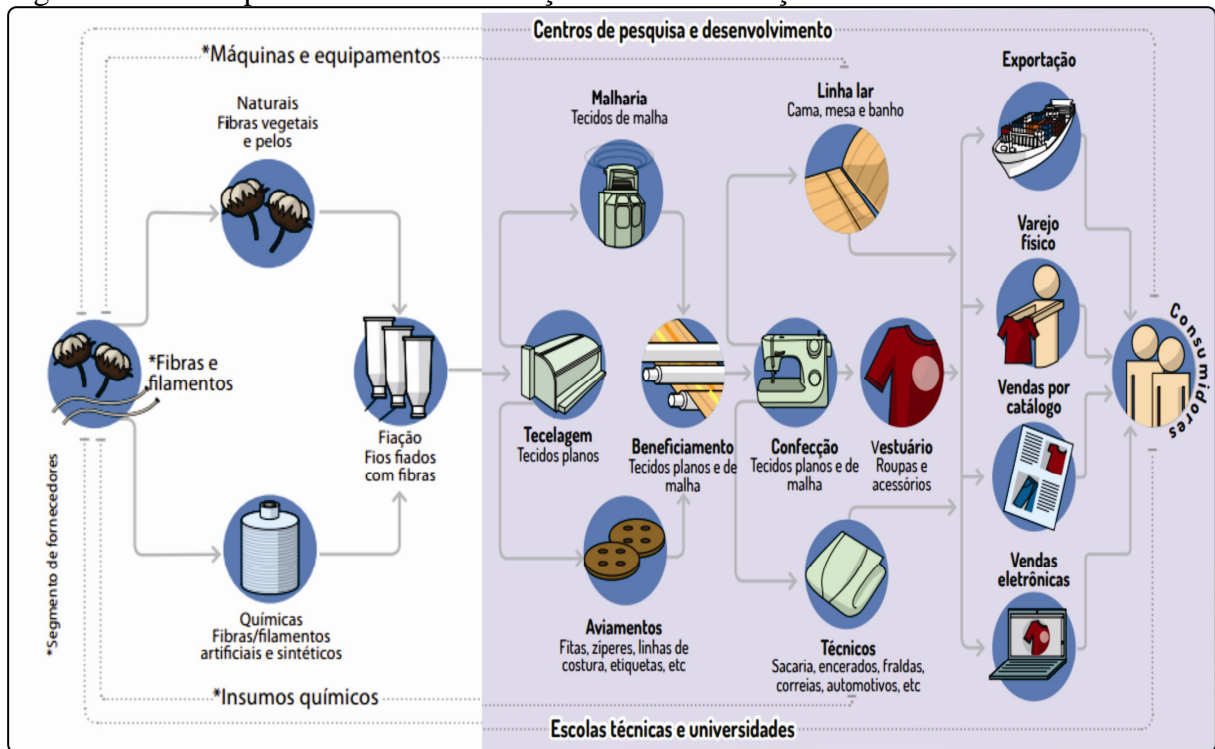 Centros de pesquisa e desenvolvimento
*Máquinas e equipamentos
Naturais
Fibras vegetais
e pelos
*Fibras e
filamentos
Químicas
Fibras/filamentos
artificiais e sintéticos
Fiação
Fios fiados
com fibras
Malharia
Tecidos de malha
Tecelagem
Tecidos planos
Aviamentos
Fitas, zíperes, linhas de
costura, etiquetas, etc
Beneficiamento
Tecidos planos e de
malha
Linha lar
Cama, mesa e banho
Confecção
Tecidos planos e de
malha
Vestuário
Roupas e
acessórios
Técnicos
Sacaria, encerados, fraldas,
correias, automotivos, etc
Exportação
Varejo
físico
Vendas por
catálogo
Vendas
eletrônicas
Consumidores
*Segmento de fornecedores
*Insumos químicos
Escolas técnicas e universidades